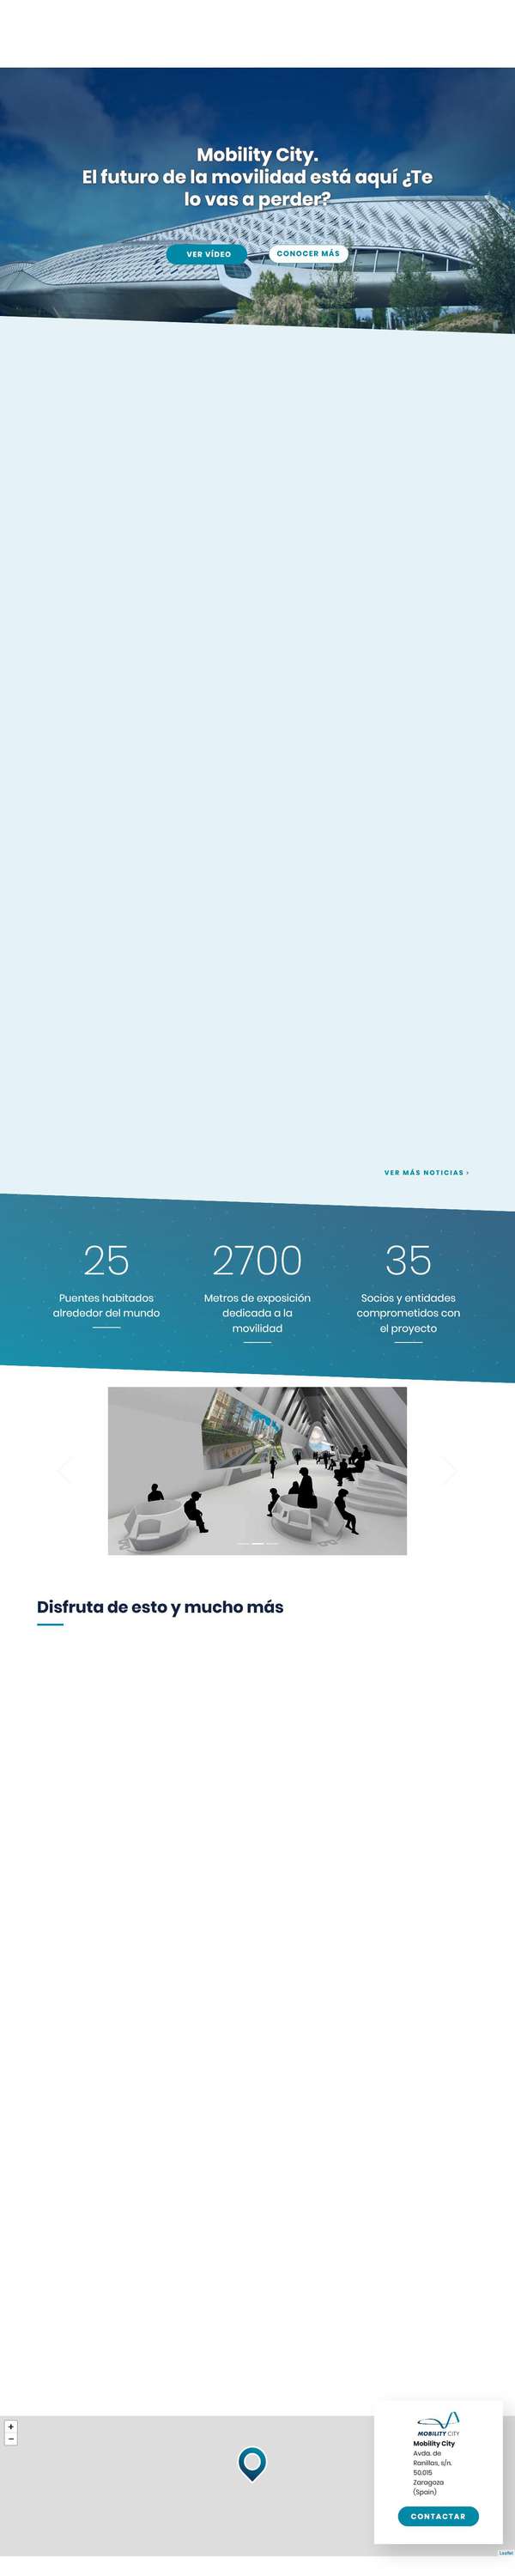 Mobility City.
El futuro de la movilidad está aquí ¿Te
lo vas a perder?
VER VÍDEO
CONOCER MÁS
VER MÁS NOTICIAS ›
25
Puentes habitados
alrededor del mundo
2700
Metros de exposición
dedicada a la
movilidad
35
Socios y entidades
comprometidos con
el proyecto
Disfruta de esto y mucho más
+
−
MOBILITY CITY
Mobility City
Avda. de
Ranillas, s/n.
50.015
Zaragoza
(Spain)
CONTACTAR
Leaflet